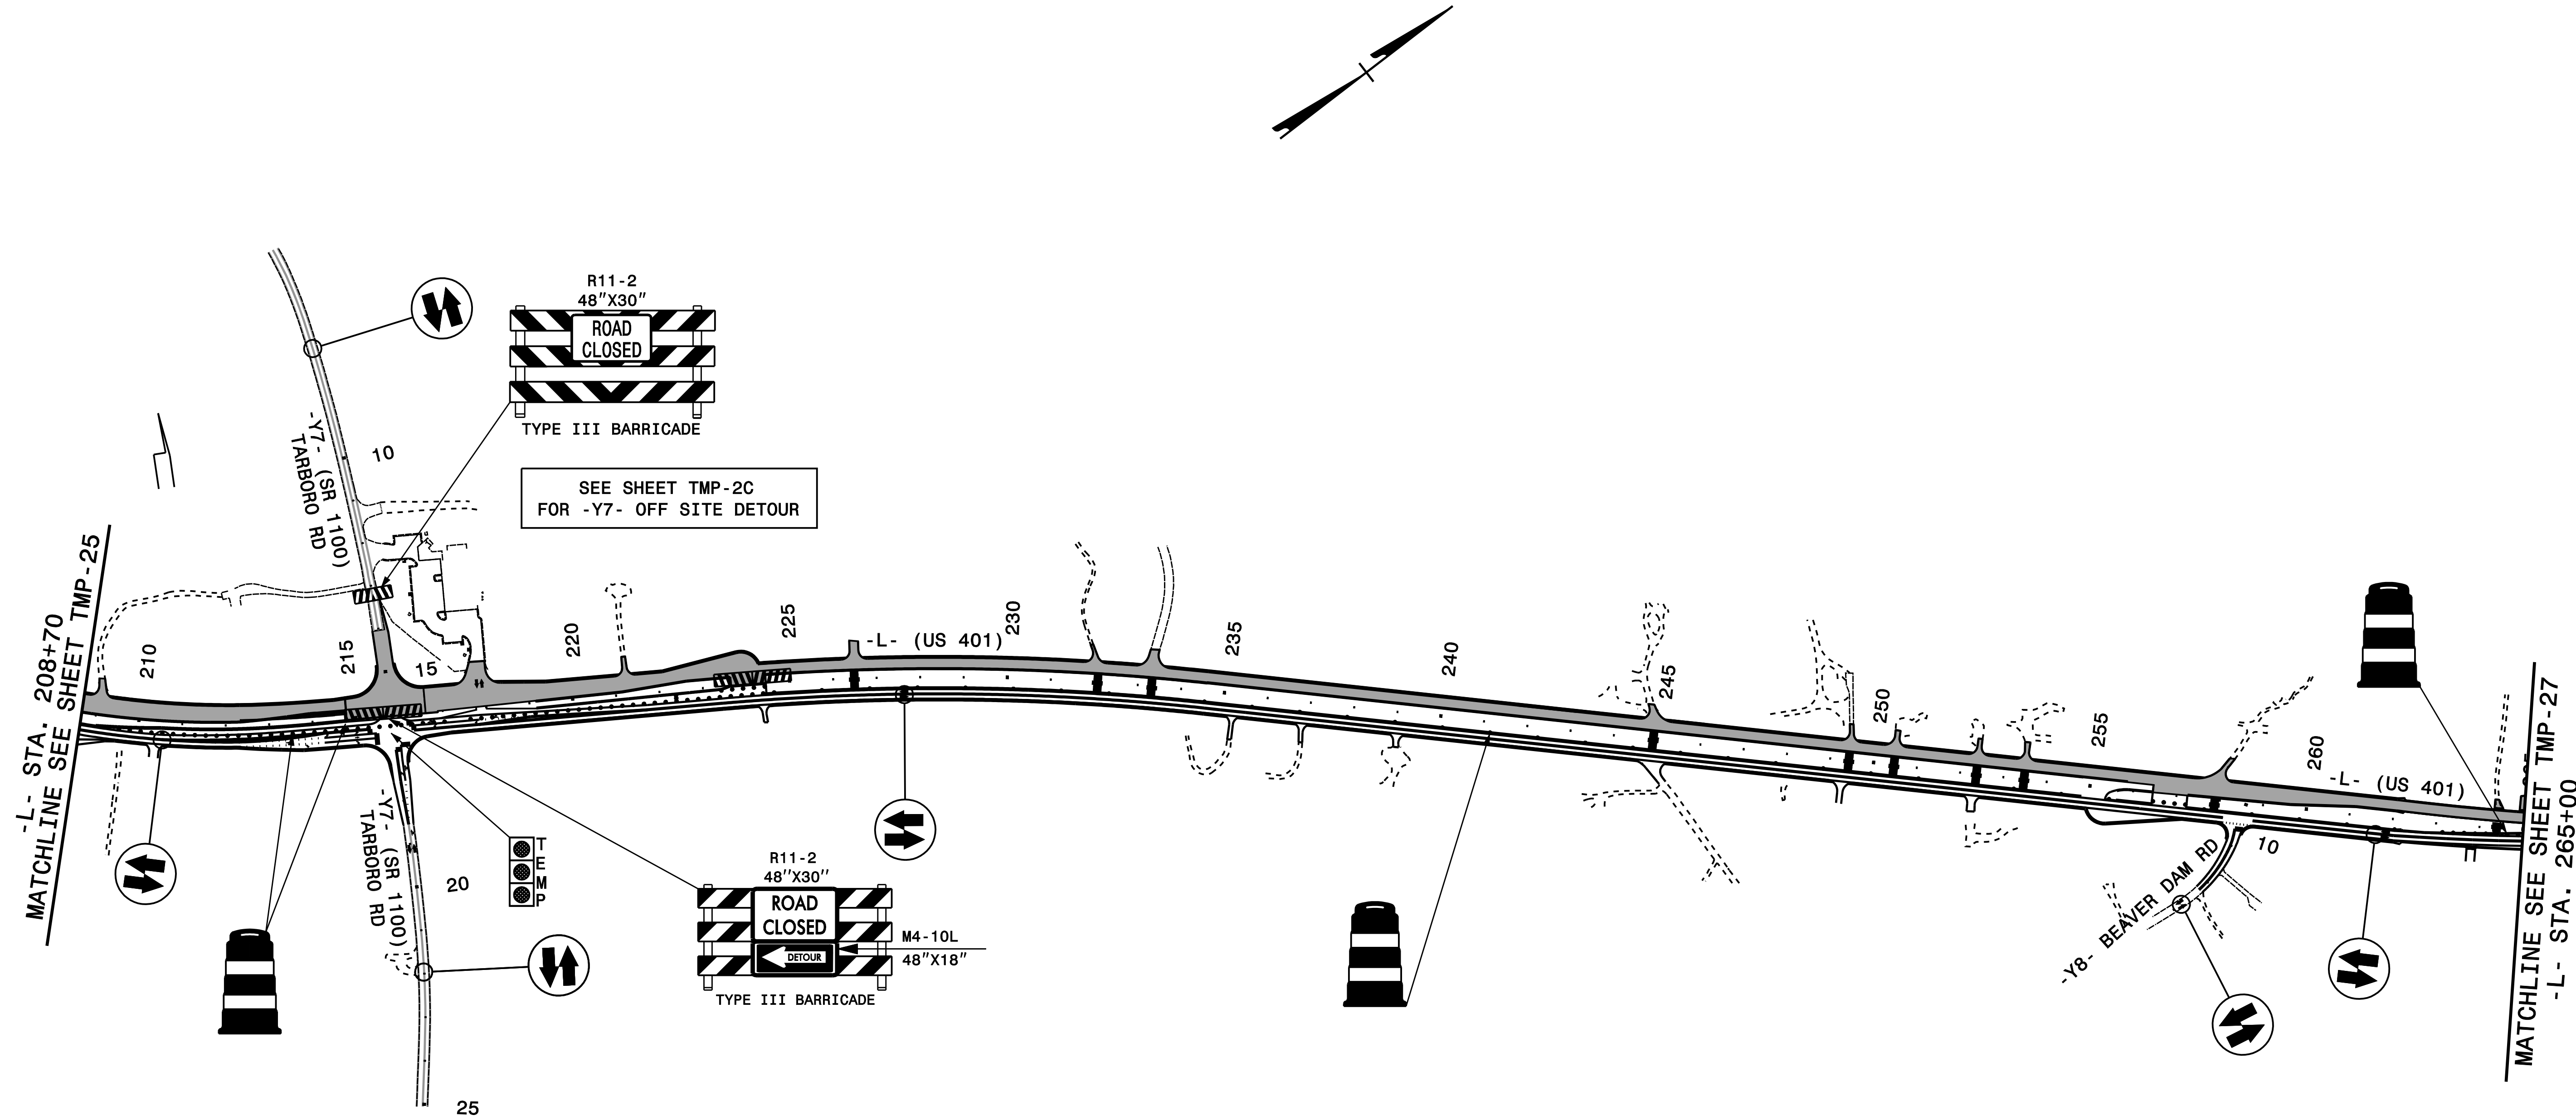 R11-2
48"X30"
ROAD
CLOSED
TYPE III BARRICADE
SEE SHEET TMP-2C
FOR -Y7- OFF SITE DETOUR
-Y7- (SR 1100)
TARBORO RD
10
-L- STA. 208+70
MATCHLINE SEE SHEET TMP-25
210
215
15
220
225
-L- (US 401)
230
235
240
245
250
255
260
-L- (US 401)
MATCHLINE SEE SHEET TMP-27
-L- STA. 265+00
-Y7- (SR 1100)
TARBORO RD
20
25
TEMP
R11-2
48"X30"
ROAD
CLOSED
DETOUR
M4-10L
48"X18"
TYPE III BARRICADE
-Y8- BEAVER DAM RD
10